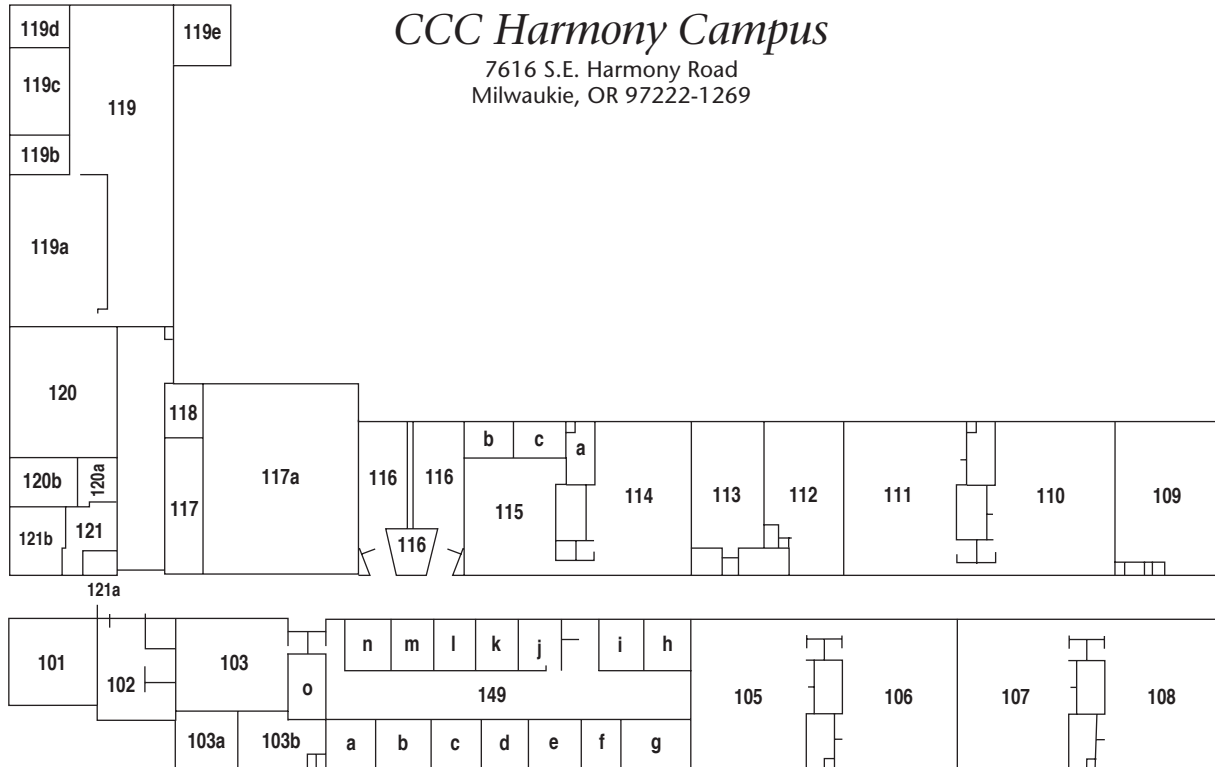 CCC Harmony Campus
7616 S.E. Harmony Road
Milwaukie, OR 97222-1269
119d
119e
119c
119
119b
119a
120
118
120b
120a
117
117a
121b
121
116
116
116
b
c
a
115
114
113
112
111
110
109
121a
101
102
103
103a
103b
o
n
m
l
k
j
i
h
149
a
b
c
d
e
f
g
105
106
107
108